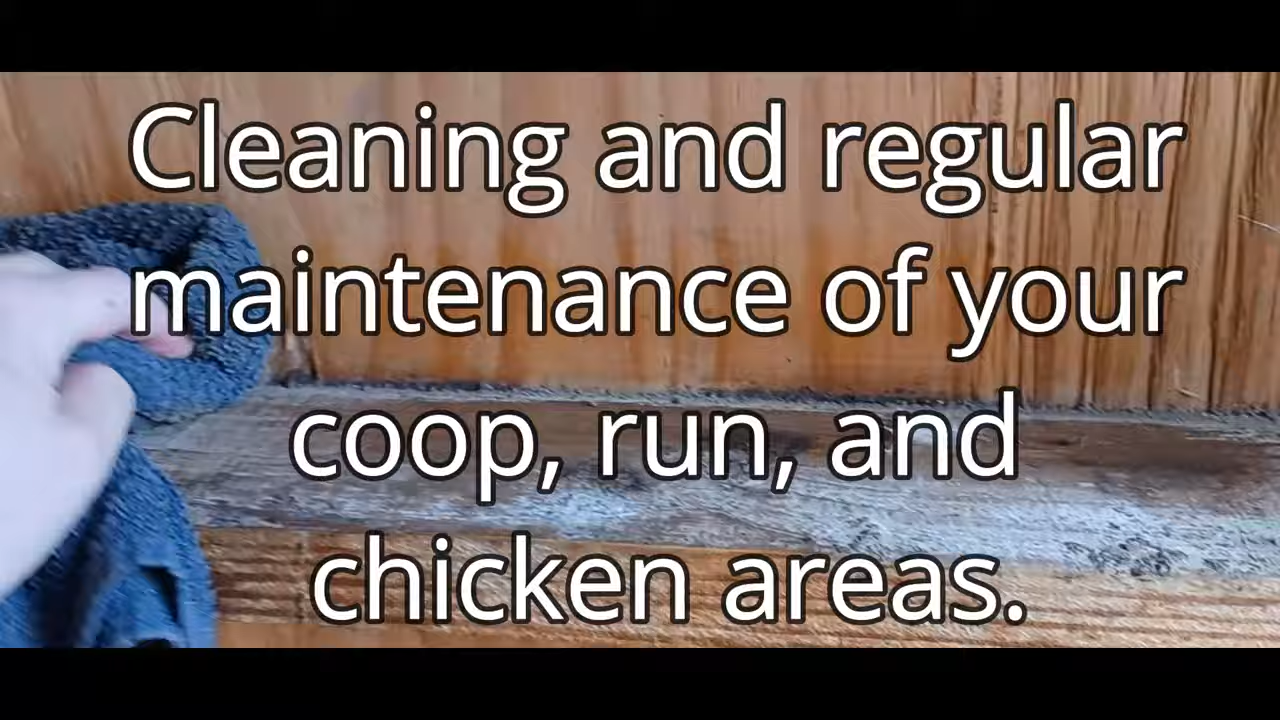 Cleaning and regular
maintenance of your
coop, run, and
chicken areas.